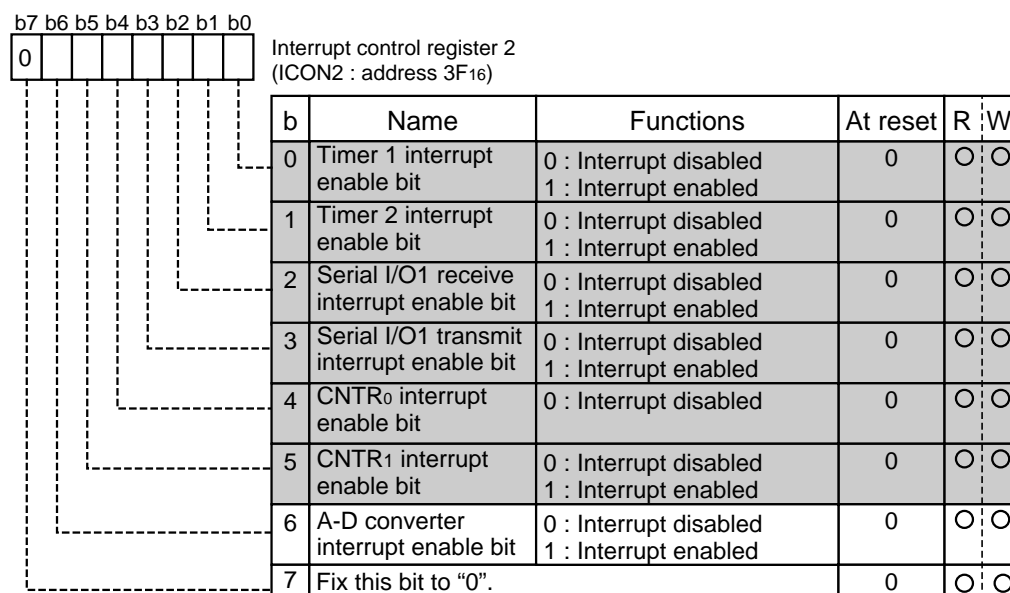 b7 b6 b5 b4 b3 b2 b1 b0
0
Interrupt control register 2
(ICON2 : address 3F16)
b Name Functions At reset R W
0 Timer 1 interrupt enable bit 0 : Interrupt disabled 1 : Interrupt enabled 0 O O
1 Timer 2 interrupt enable bit 0 : Interrupt disabled 1 : Interrupt enabled 0 O O
2 Serial I/O1 receive interrupt enable bit 0 : Interrupt disabled 1 : Interrupt enabled 0 O O
3 Serial I/O1 transmit interrupt enable bit 0 : Interrupt disabled 1 : Interrupt enabled 0 O O
4 CNTR0 interrupt enable bit 0 : Interrupt disabled 0 O O
5 CNTR1 interrupt enable bit 0 : Interrupt disabled 1 : Interrupt enabled 0 O O
6 A-D converter interrupt enable bit 0 : Interrupt disabled 1 : Interrupt enabled 0 O O
7 Fix this bit to “0”. 0 O O